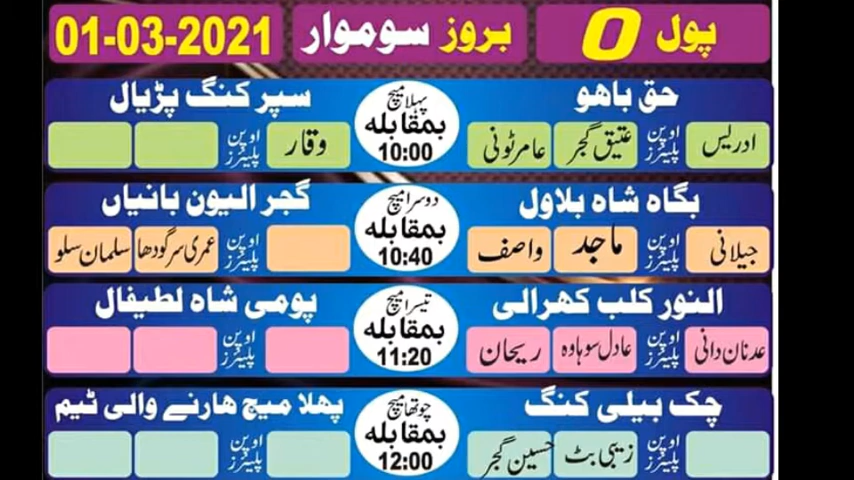 پول O بروز سوموار 01-03-2021
حق باھو پہلا میچ سپر کنگ پڑیال
بمقابلہ
ادریس اوپن پلیئرز عتیق گجر عامر ٹونی 10:00 وقار اوپن پلیئرز
بگاہ شاہ بلاول دوسرا میچ گجر الیون بانیاں
بمقابلہ
جیلانی اوپن پلیئرز ماجد واصف 10:40 اوپن پلیئرز عمری سرگودھا سلمان سلو
النور کلب کھرالی تیسرا میچ پومی شاہ لطیفال
بمقابلہ
عدنان دانی اوپن پلیئرز عادل سوہاوہ ریحان 11:20 اوپن پلیئرز
چک بیلی کنگ چوتھا میچ پھلا میچ ھارنے والی ٹیم
بمقابلہ
اوپن پلیئرز زیبی بٹ حسین گجر 12:00 اوپن پلیئرز